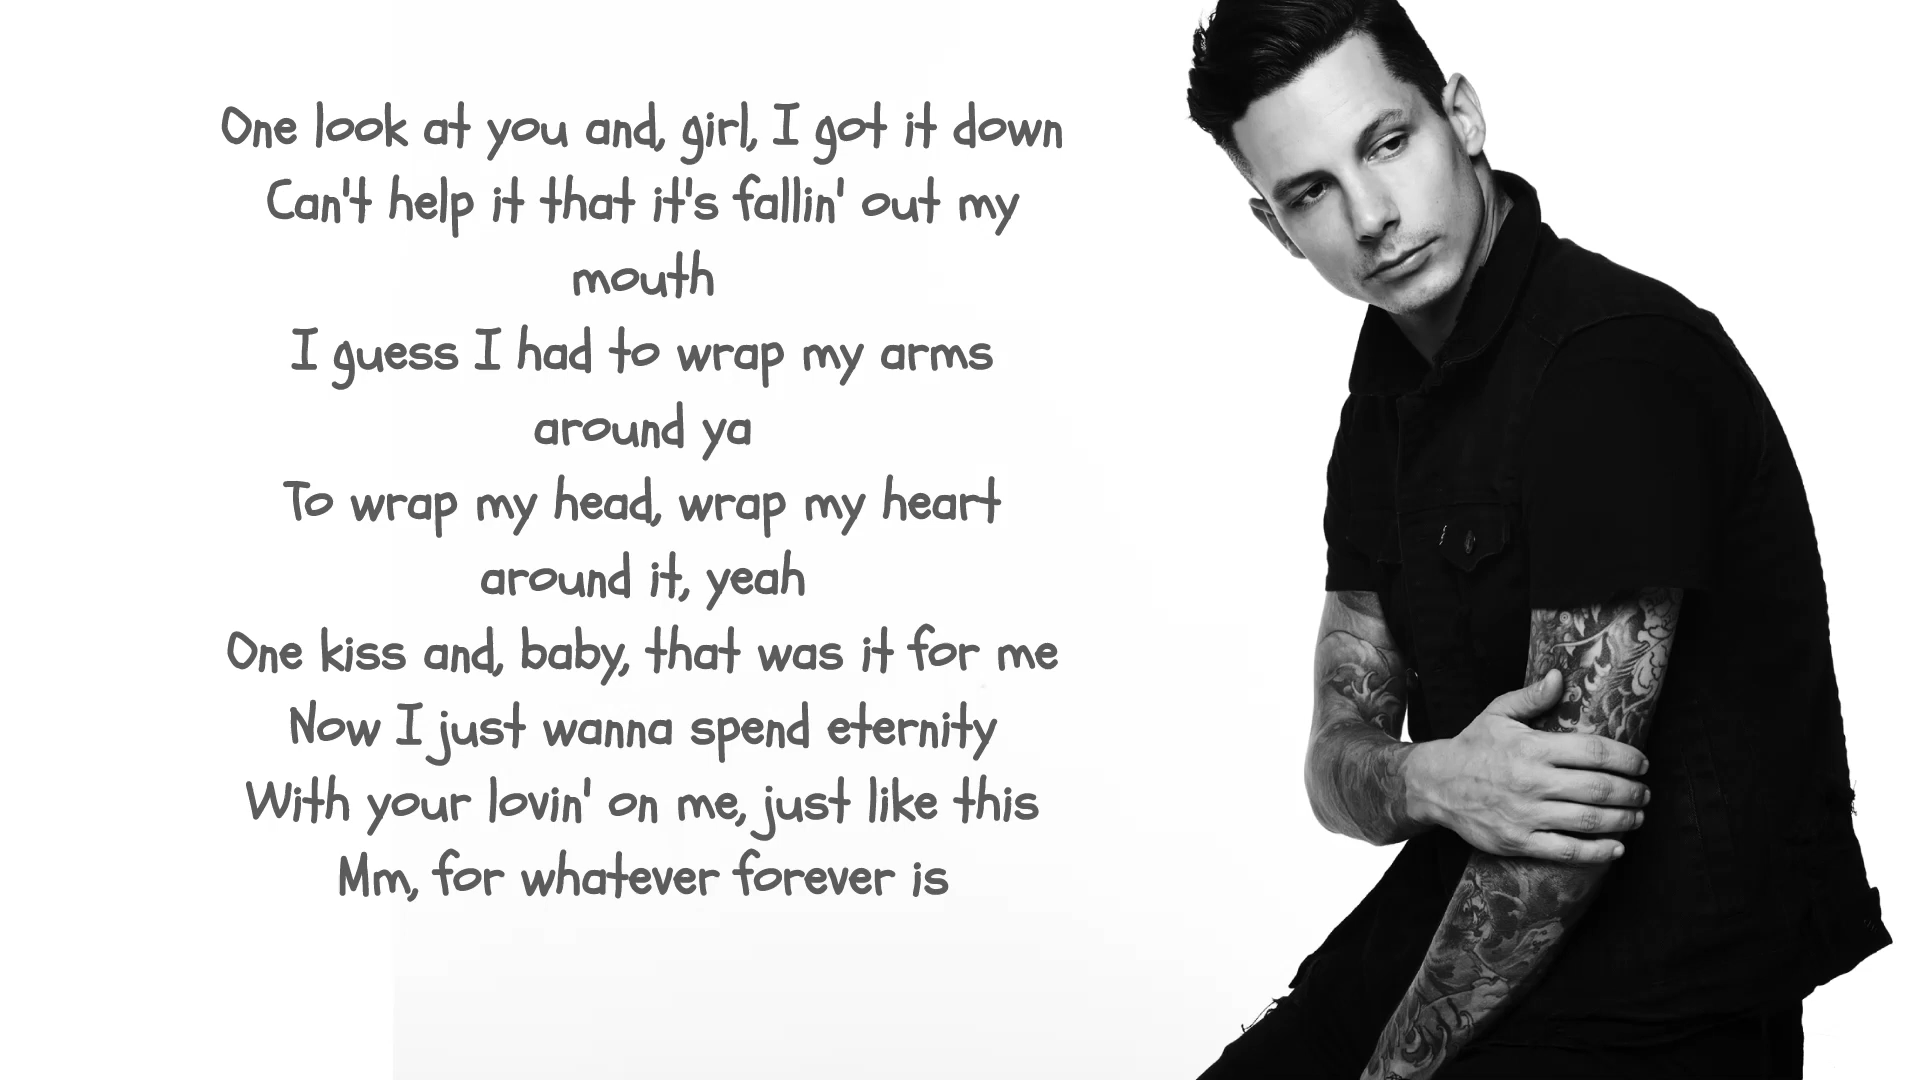 One look at you and, girl, I got it down
Can't help it that it's fallin' out my
mouth
I guess I had to wrap my arms
around ya
To wrap my head, wrap my heart
around it, yeah
One kiss and, baby, that was it for me
Now I just wanna spend eternity
With your lovin' on me, just like this
Mm, for whatever forever is